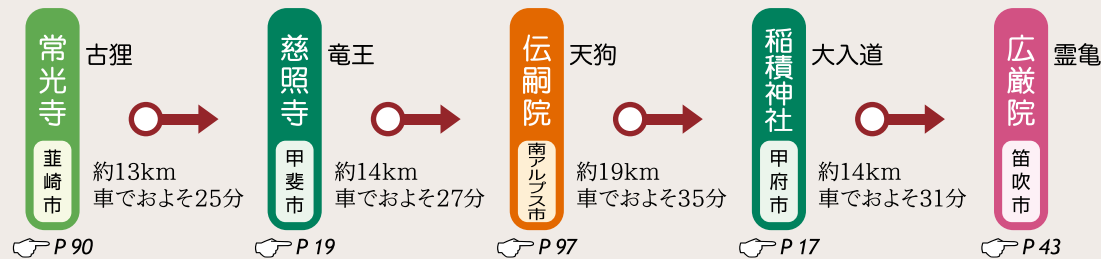 常光寺
韮崎市
古狸
約13km
車でおよそ25分
P 90
慈照寺
甲斐市
竜王
約14km
車でおよそ27分
P 19
伝嗣院
南アルプス市
天狗
約19km
車でおよそ35分
P 97
稲積神社
甲府市
大入道
約14km
車でおよそ31分
P 17
広厳院
笛吹市
霊亀
P 43